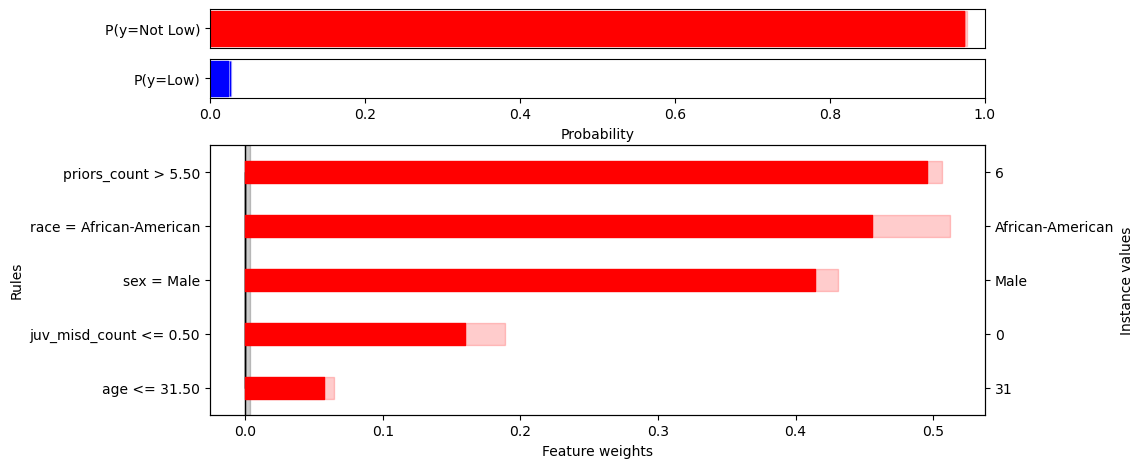 P(y=Not Low)
P(y=Low)
0.0 0.2 0.4 0.6 0.8 1.0
Probability
priors_count > 5.50 6
race = African-American African-American
sex = Male Male
juv_misd_count <= 0.50 0
age <= 31.50 31
Rules
Instance values
0.0 0.1 0.2 0.3 0.4 0.5
Feature weights